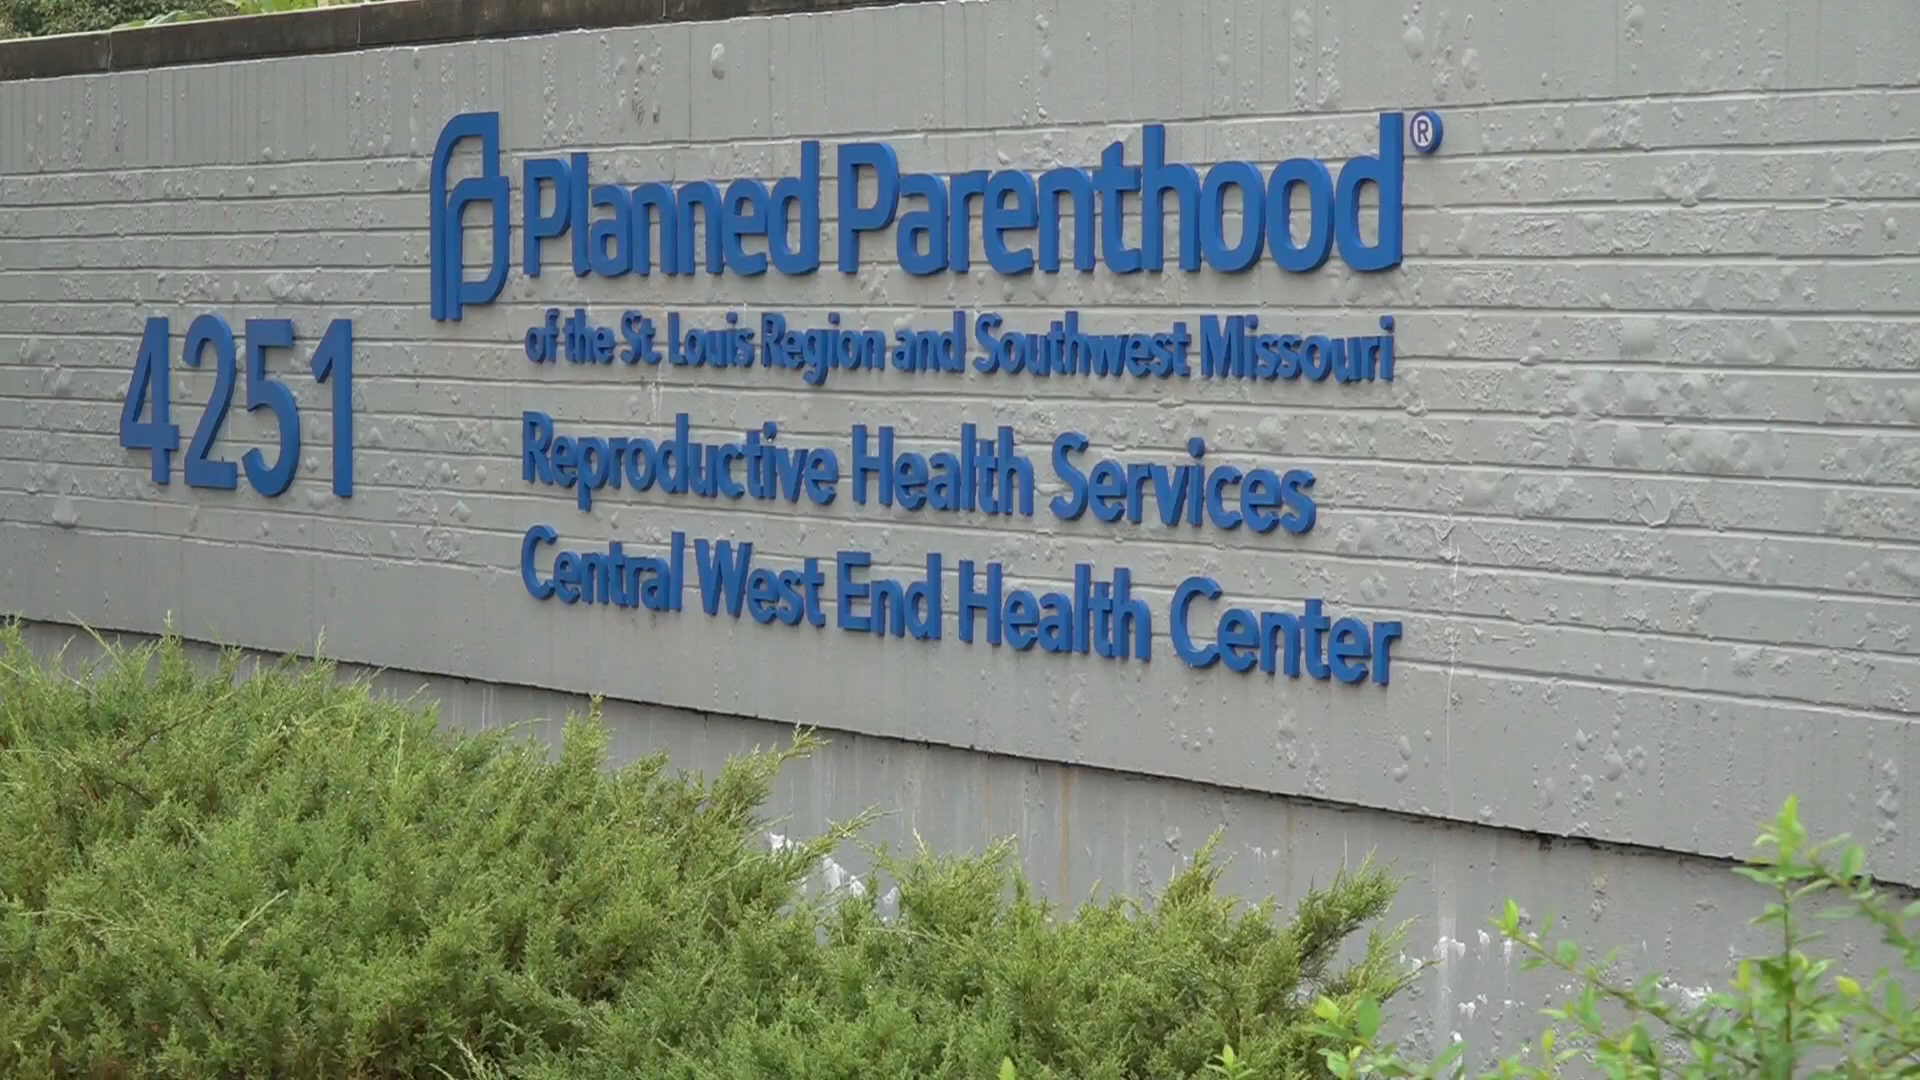 4251
Planned Parenthood®
of the St. Louis Region and Southwest Missouri
Reproductive Health Services
Central West End Health Center